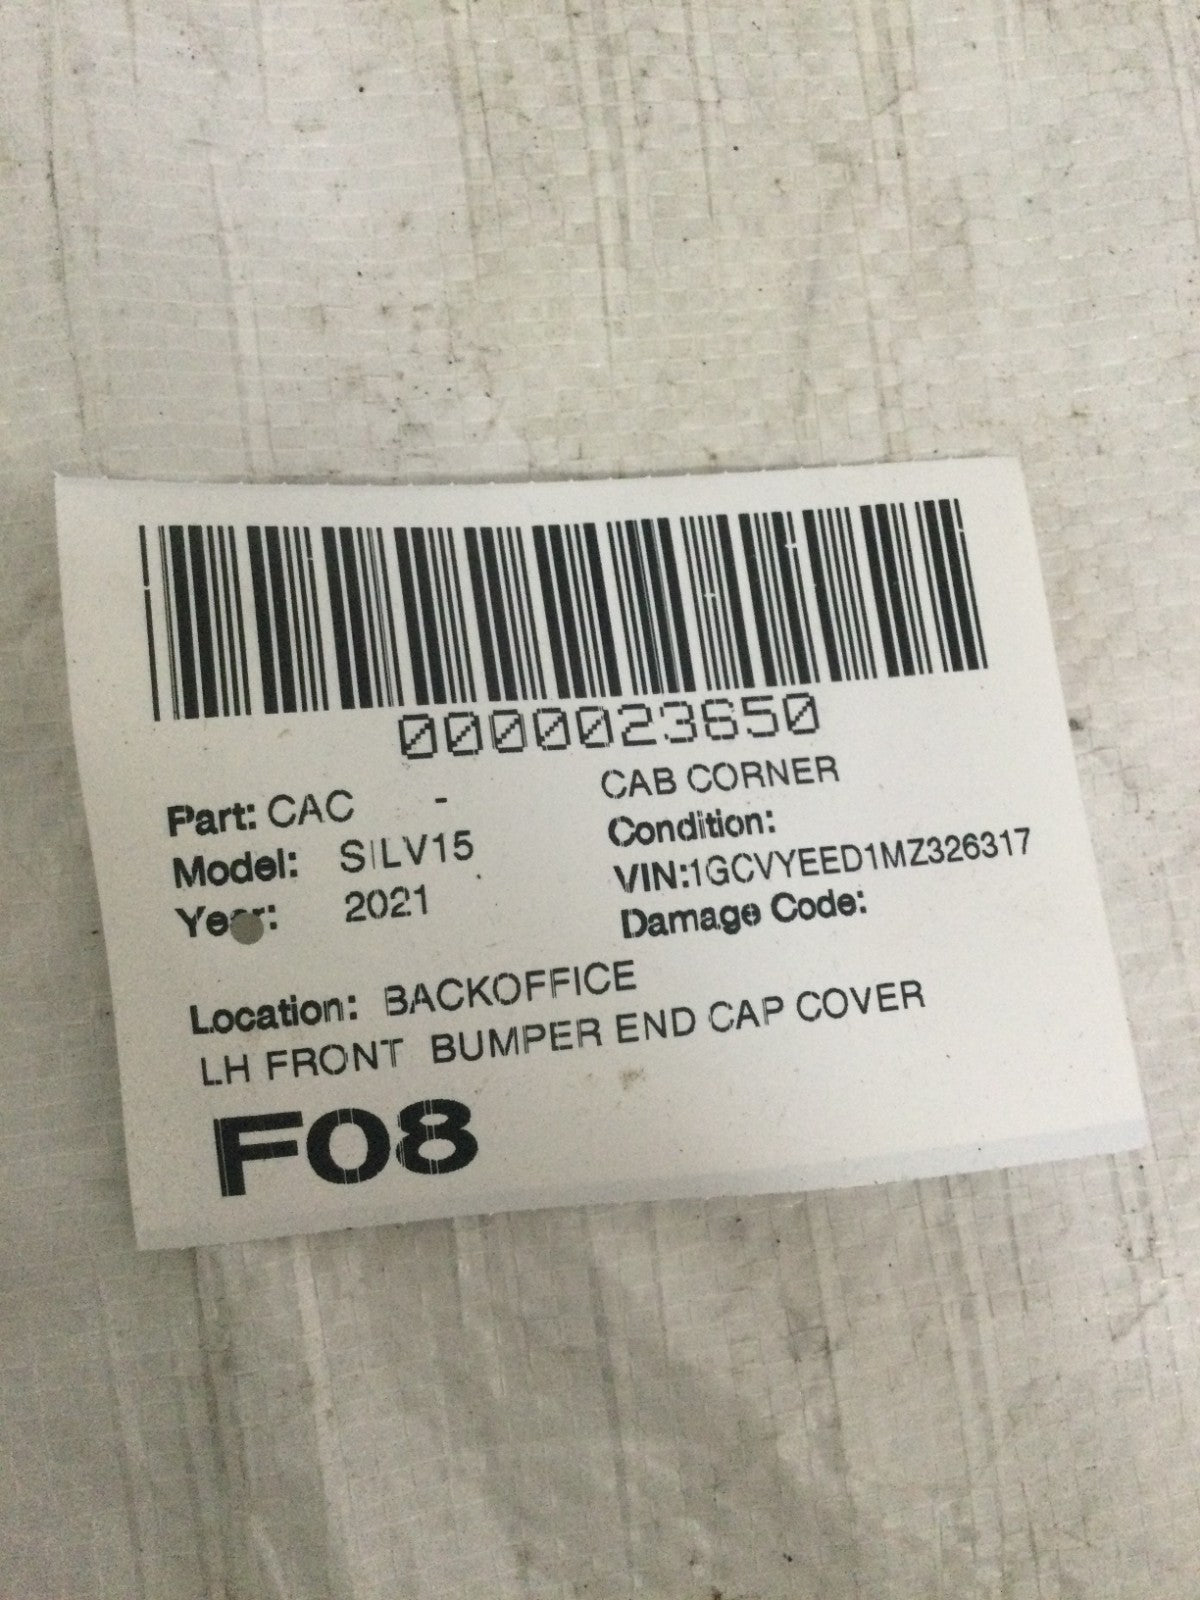 0000023650
Part: CAC - CAB CORNER
Model: SILV15 Condition:
Year: 2021 VIN:1GCVYEED1MZ326317
Damage Code:
Location: BACKOFFICE
LH FRONT BUMPER END CAP COVER
F08